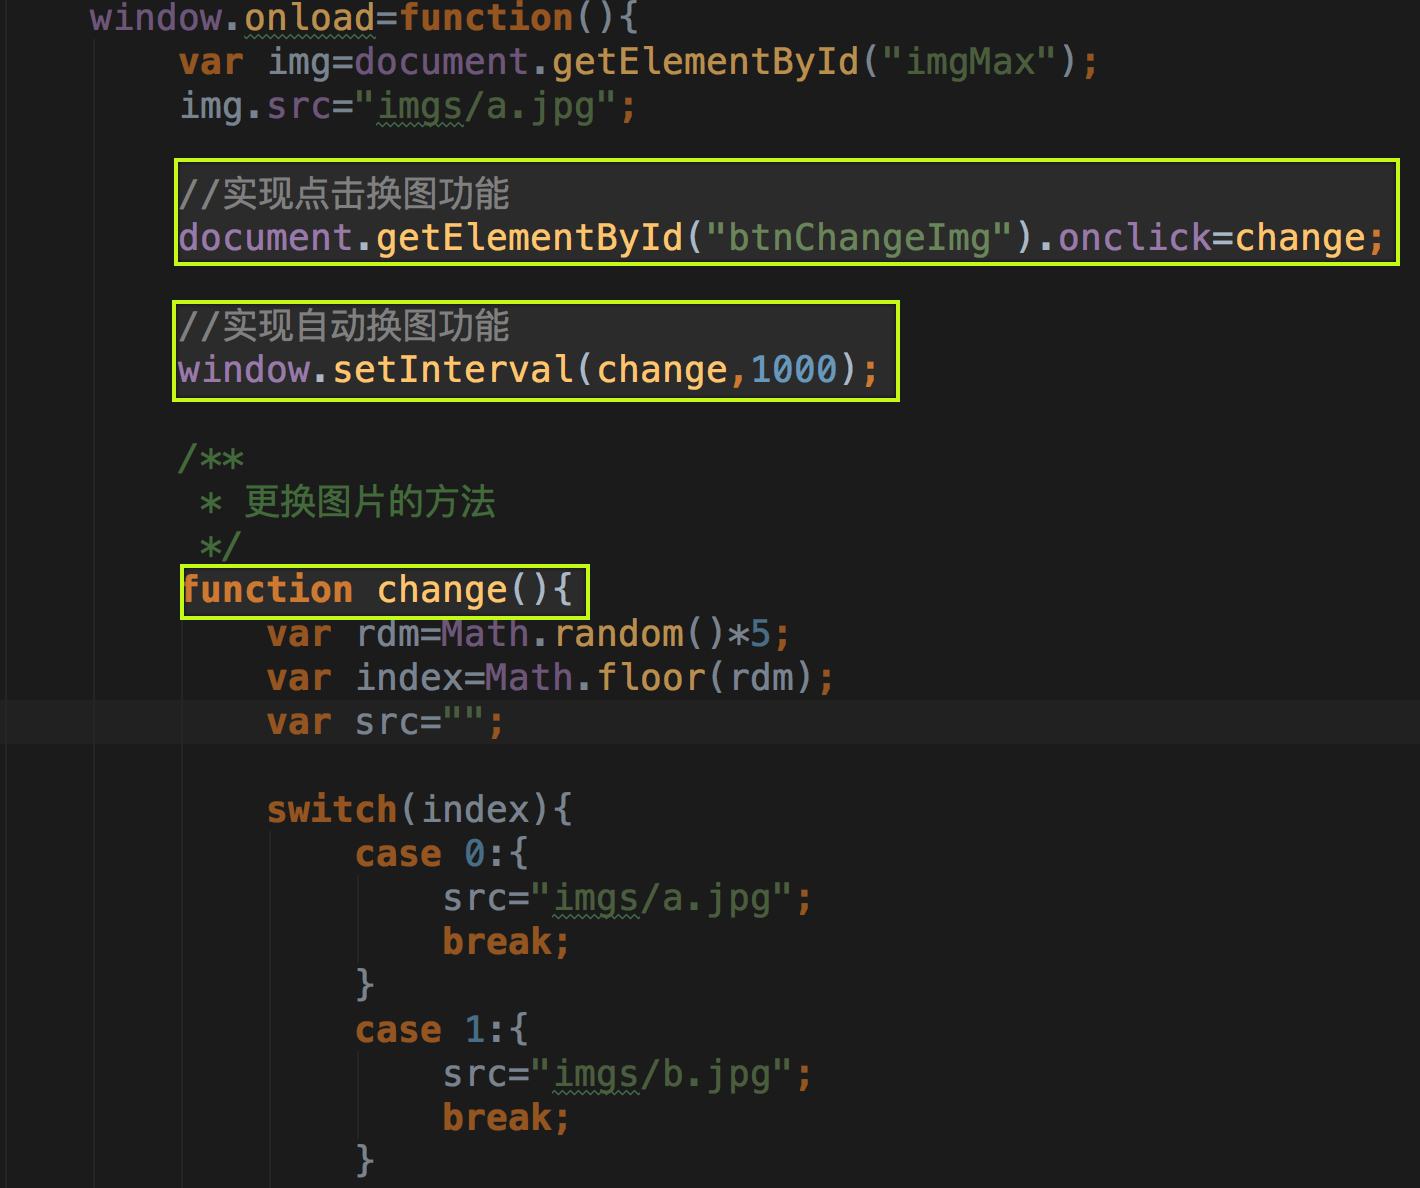 window.onload=function(){
var img=document.getElementById("imgMax");
img.src="imgs/a.jpg";
//实现点击换图功能
document.getElementById("btnChangeImg").onclick=change;
//实现自动换图功能
window.setInterval(change,1000);
/**
* 更换图片的方法
*/
function change(){
var rdm=Math.random()*5;
var index=Math.floor(rdm);
var src="";
switch(index){
case 0:{
src="imgs/a.jpg";
break;
}
case 1:{
src="imgs/b.jpg";
break;
}